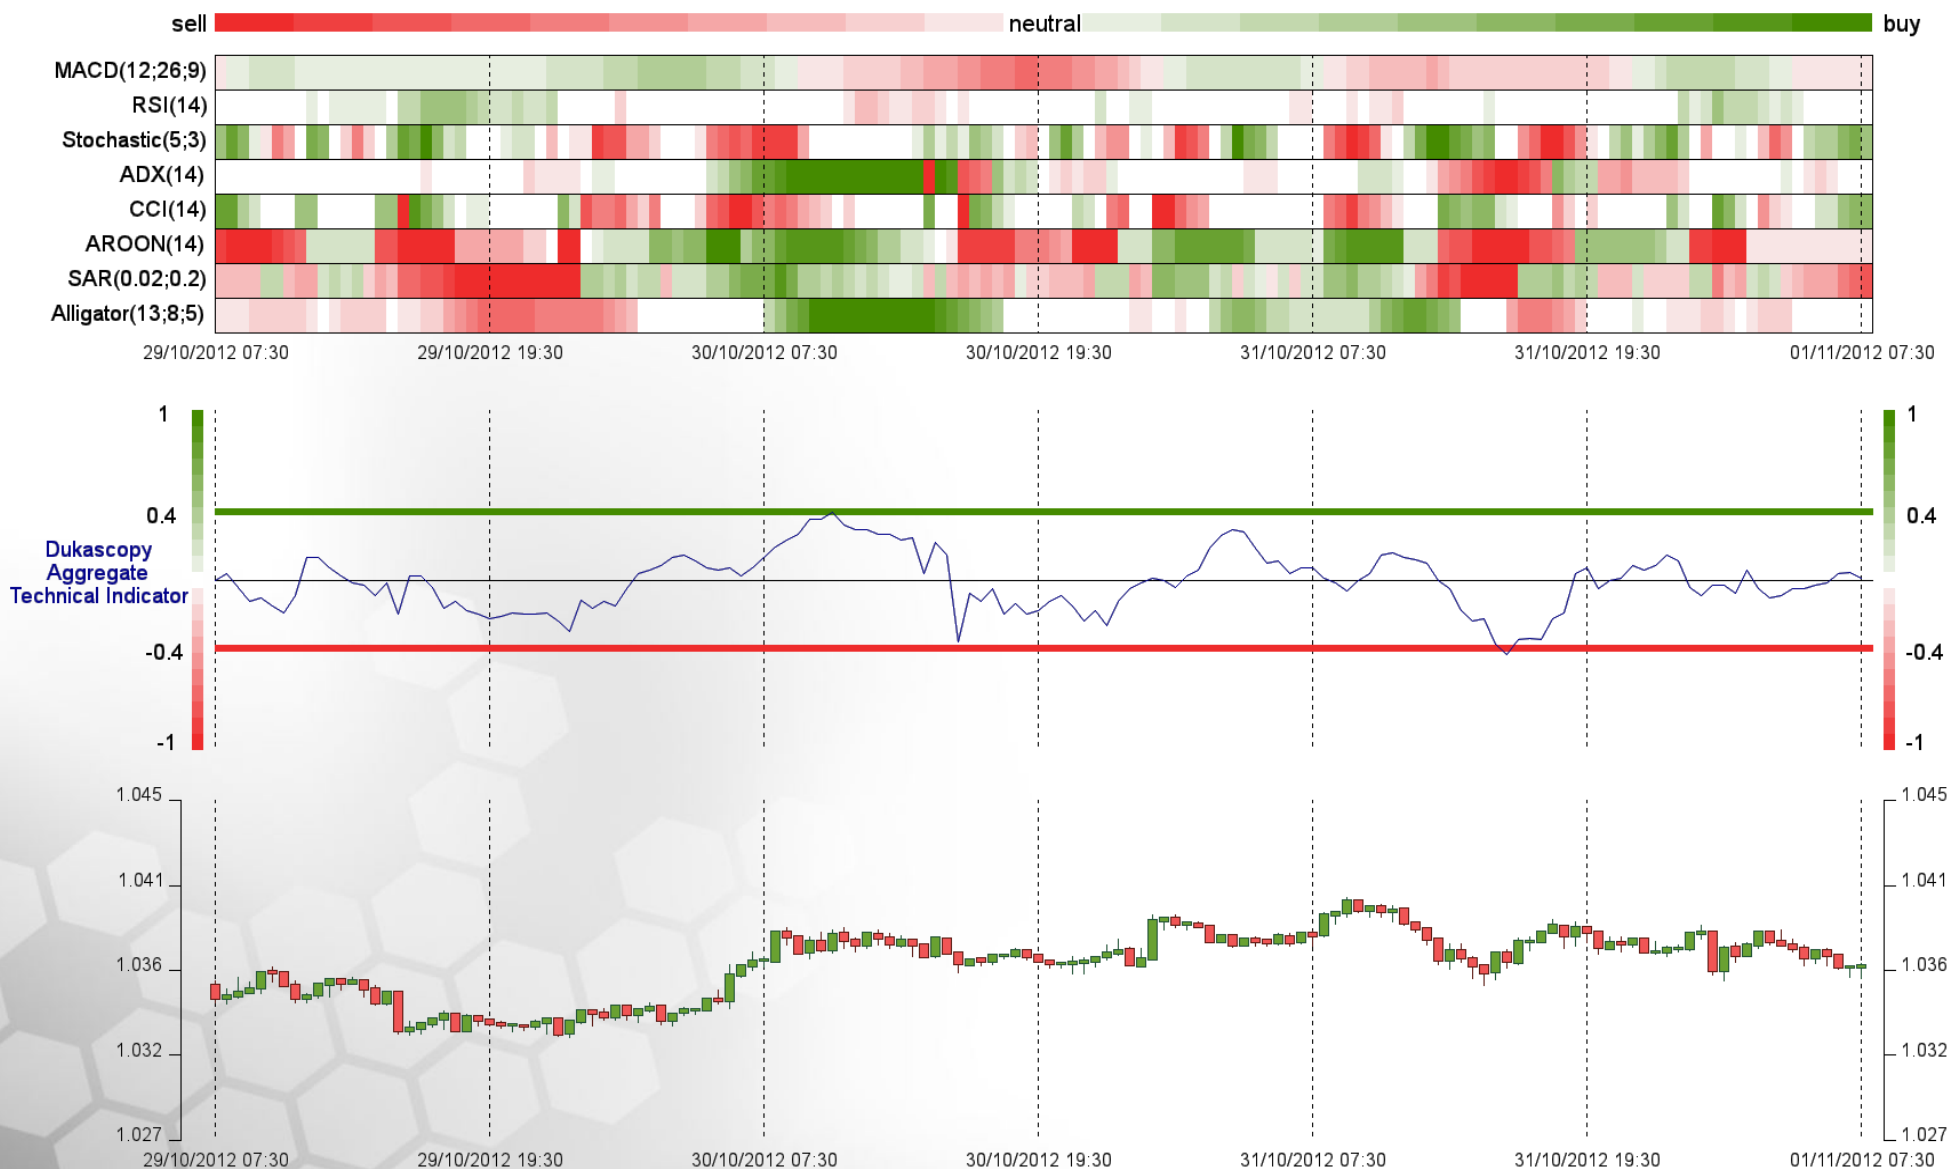 sell neutral buy
MACD(12;26;9)
RSI(14)
Stochastic(5;3)
ADX(14)
CCI(14)
AROON(14)
SAR(0.02;0.2)
Alligator(13;8;5)
29/10/2012 07:30 29/10/2012 19:30 30/10/2012 07:30 30/10/2012 19:30 31/10/2012 07:30 31/10/2012 19:30 01/11/2012 07:30
1 1
0.4 0.4
Dukascopy
Aggregate
Technical Indicator
-0.4 -0.4
-1 -1
1.045 1.045
1.041 1.041
1.036 1.036
1.032 1.032
1.027 1.027
29/10/2012 07:30 29/10/2012 19:30 30/10/2012 07:30 30/10/2012 19:30 31/10/2012 07:30 31/10/2012 19:30 01/11/2012 07:30